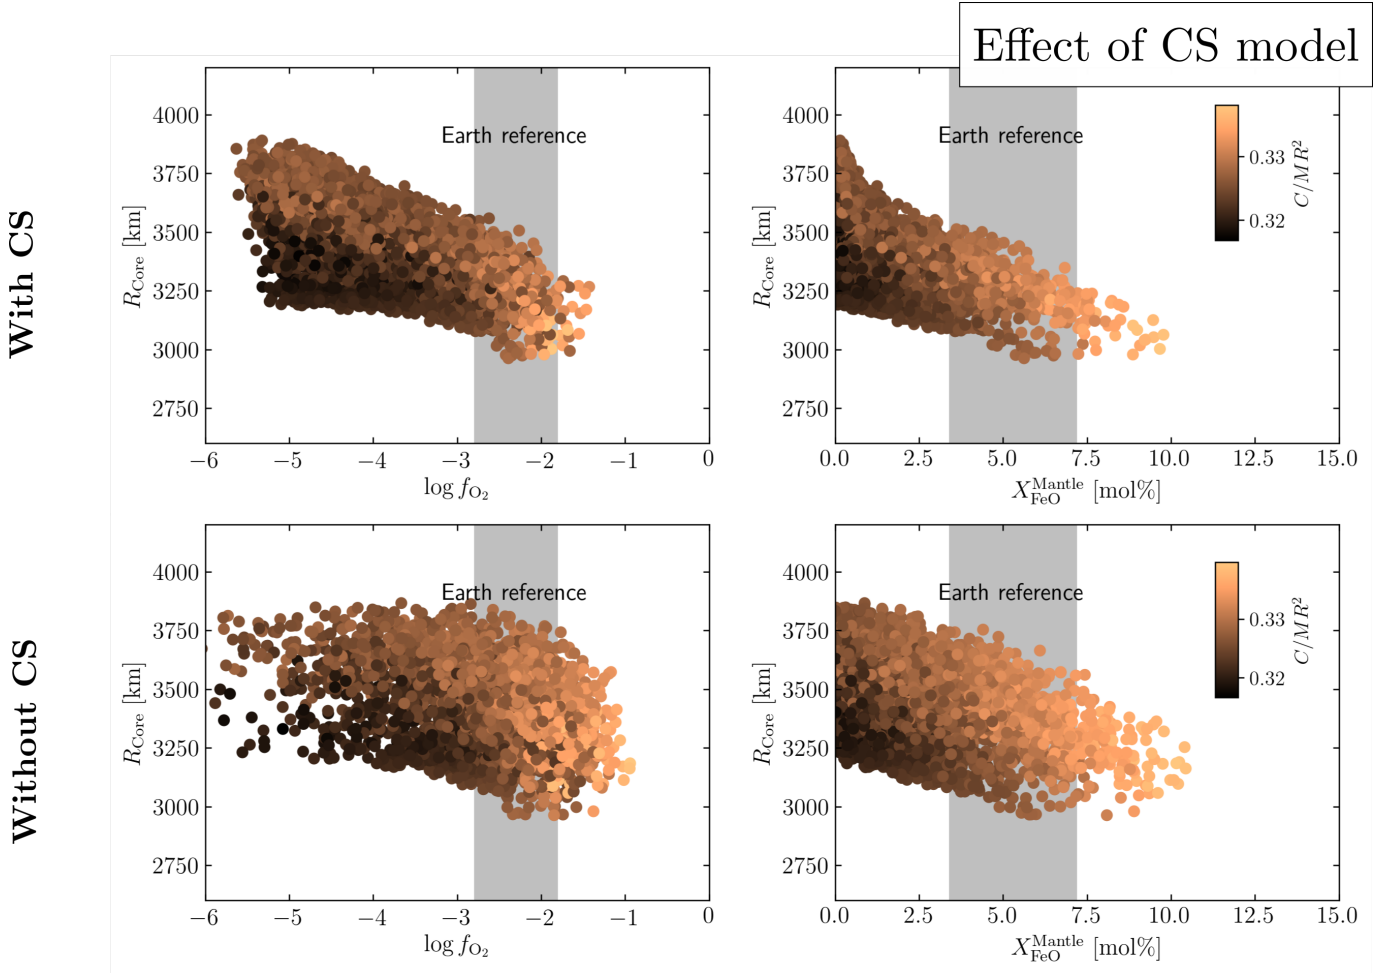 Effect of CS model
With CS
4000
3750
3500
3250
3000
2750
R_Core [km]
Earth reference
−6 −5 −4 −3 −2 −1 0
log f_O₂
4000
3750
3500
3250
3000
2750
R_Core [km]
Earth reference
0.33
0.32
C/MR²
0.0 2.5 5.0 7.5 10.0 12.5 15.0
X_FeO^Mantle [mol%]
Without CS
4000
3750
3500
3250
3000
2750
R_Core [km]
Earth reference
−6 −5 −4 −3 −2 −1 0
log f_O₂
4000
3750
3500
3250
3000
2750
R_Core [km]
Earth reference
0.33
0.32
C/MR²
0.0 2.5 5.0 7.5 10.0 12.5 15.0
X_FeO^Mantle [mol%]